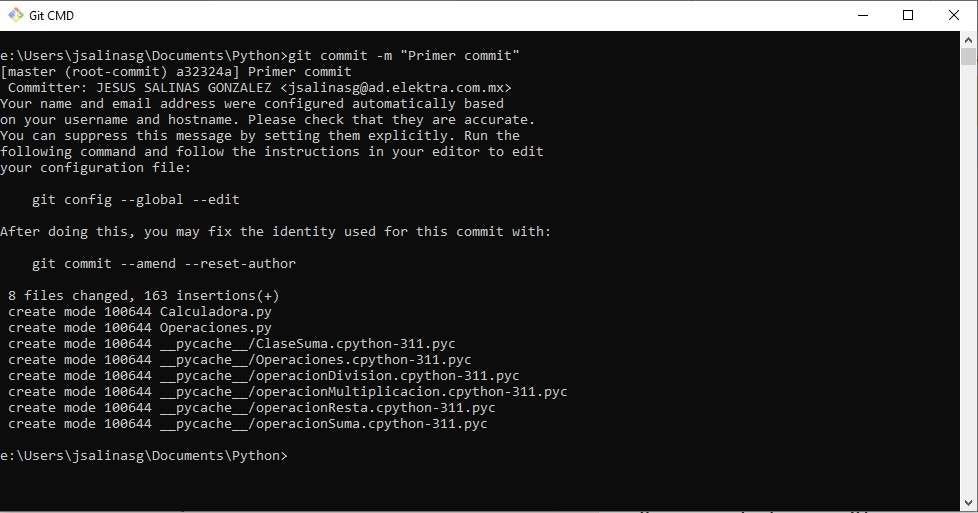 Git CMD
e:\Users\jsalinasg\Documents\Python>git commit -m "Primer commit"
[master (root-commit) a32324a] Primer commit
 Committer: JESUS SALINAS GONZALEZ <jsalinasg@ad.elektra.com.mx>
Your name and email address were configured automatically based
on your username and hostname. Please check that they are accurate.
You can suppress this message by setting them explicitly. Run the
following command and follow the instructions in your editor to edit
your configuration file:
    git config --global --edit
After doing this, you may fix the identity used for this commit with:
    git commit --amend --reset-author
 8 files changed, 163 insertions(+)
 create mode 100644 Calculadora.py
 create mode 100644 Operaciones.py
 create mode 100644 __pycache__/ClaseSuma.cpython-311.pyc
 create mode 100644 __pycache__/Operaciones.cpython-311.pyc
 create mode 100644 __pycache__/operacionDivision.cpython-311.pyc
 create mode 100644 __pycache__/operacionMultiplicacion.cpython-311.pyc
 create mode 100644 __pycache__/operacionResta.cpython-311.pyc
 create mode 100644 __pycache__/operacionSuma.cpython-311.pyc
e:\Users\jsalinasg\Documents\Python>